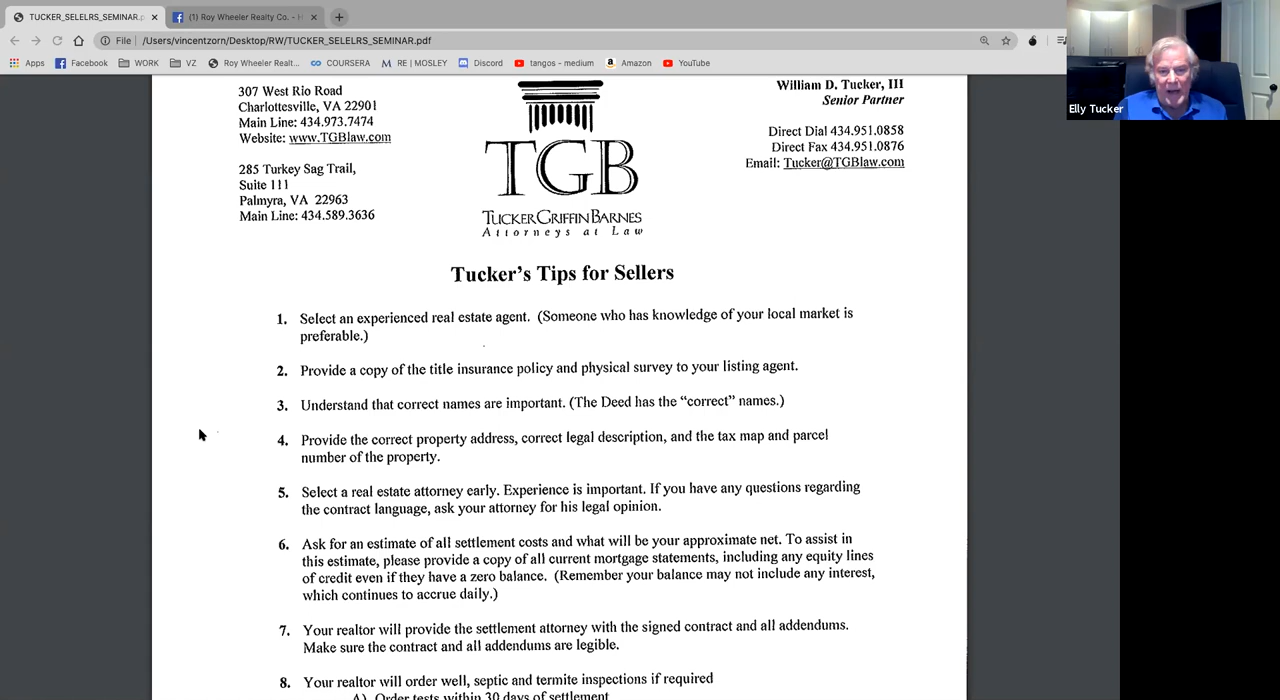 TUCKER_SELELRS_SEMINAR.p
(1) Roy Wheeler Realty Co. - H
File | /Users/vincentzorn/Desktop/RW/TUCKER_SELELRS_SEMINAR.pdf
Apps Facebook WORK VZ Roy Wheeler Realt... COURSERA RE | MOSLEY Discord tangos - medium Amazon YouTube
Elly Tucker
307 West Rio Road
Charlottesville, VA 22901
Main Line: 434.973.7474
Website: www.TGBlaw.com
285 Turkey Sag Trail,
Suite 111
Palmyra, VA 22963
Main Line: 434.589.3636
TGB
TUCKERGRIFFINBARNES
Attorneys at Law
William D. Tucker, III
Senior Partner
Direct Dial 434.951.0858
Direct Fax 434.951.0876
Email: Tucker@TGBlaw.com
Tucker's Tips for Sellers
1. Select an experienced real estate agent. (Someone who has knowledge of your local market is
preferable.)
2. Provide a copy of the title insurance policy and physical survey to your listing agent.
3. Understand that correct names are important. (The Deed has the "correct" names.)
4. Provide the correct property address, correct legal description, and the tax map and parcel
number of the property.
5. Select a real estate attorney early. Experience is important. If you have any questions regarding
the contract language, ask your attorney for his legal opinion.
6. Ask for an estimate of all settlement costs and what will be your approximate net. To assist in
this estimate, please provide a copy of all current mortgage statements, including any equity lines
of credit even if they have a zero balance. (Remember your balance may not include any interest,
which continues to accrue daily.)
7. Your realtor will provide the settlement attorney with the signed contract and all addendums.
Make sure the contract and all addendums are legible.
8. Your realtor will order well, septic and termite inspections if required
A) Order tests within 30 days of settlement